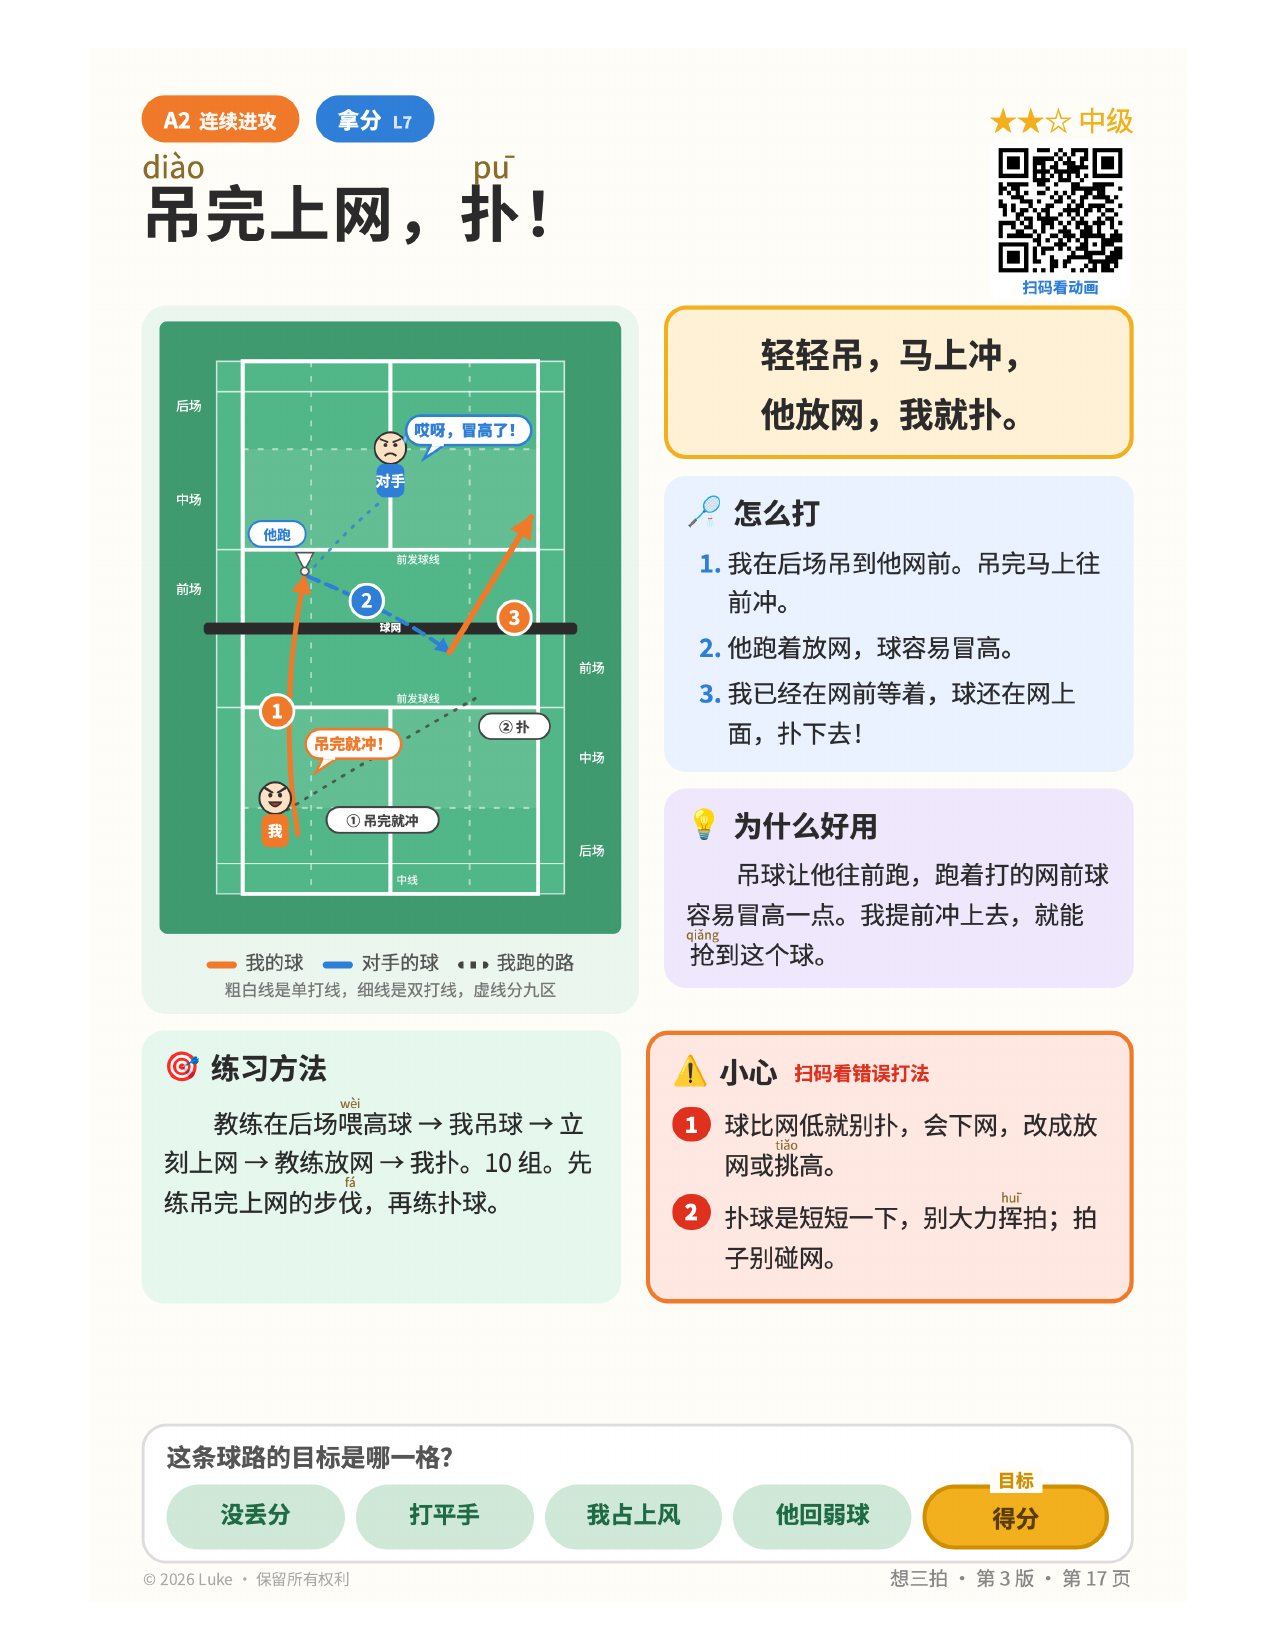 A2 连续进攻
拿分 L7
★★☆ 中级
diào pū
吊完上网，扑！
扫码看动画
后场
中场
前场
哎呀，冒高了！
对手
他跑
前发球线
2
3
球网
前场
前发球线
1
② 扑
吊完就冲！
中场
我
① 吊完就冲
后场
中线
我的球 对手的球 我跑的路
粗白线是单打线，细线是双打线，虚线分九区
轻轻吊，马上冲，
他放网，我就扑。
怎么打
1. 我在后场吊到他网前。吊完马上往
前冲。
2. 他跑着放网，球容易冒高。
3. 我已经在网前等着，球还在网上
面，扑下去！
为什么好用
吊球让他往前跑，跑着打的网前球
容易冒高一点。我提前冲上去，就能
qiǎng
抢到这个球。
练习方法
wèi
教练在后场喂高球 → 我吊球 → 立
刻上网 → 教练放网 → 我扑。10 组。先
fá
练吊完上网的步伐，再练扑球。
小心 扫码看错误打法
1 球比网低就别扑，会下网，改成放
tiǎo
网或挑高。
huī
2 扑球是短短一下，别大力挥拍；拍
子别碰网。
这条球路的目标是哪一格？
目标
没丢分 打平手 我占上风 他回弱球 得分
© 2026 Luke · 保留所有权利
想三拍 · 第 3 版 · 第 17 页